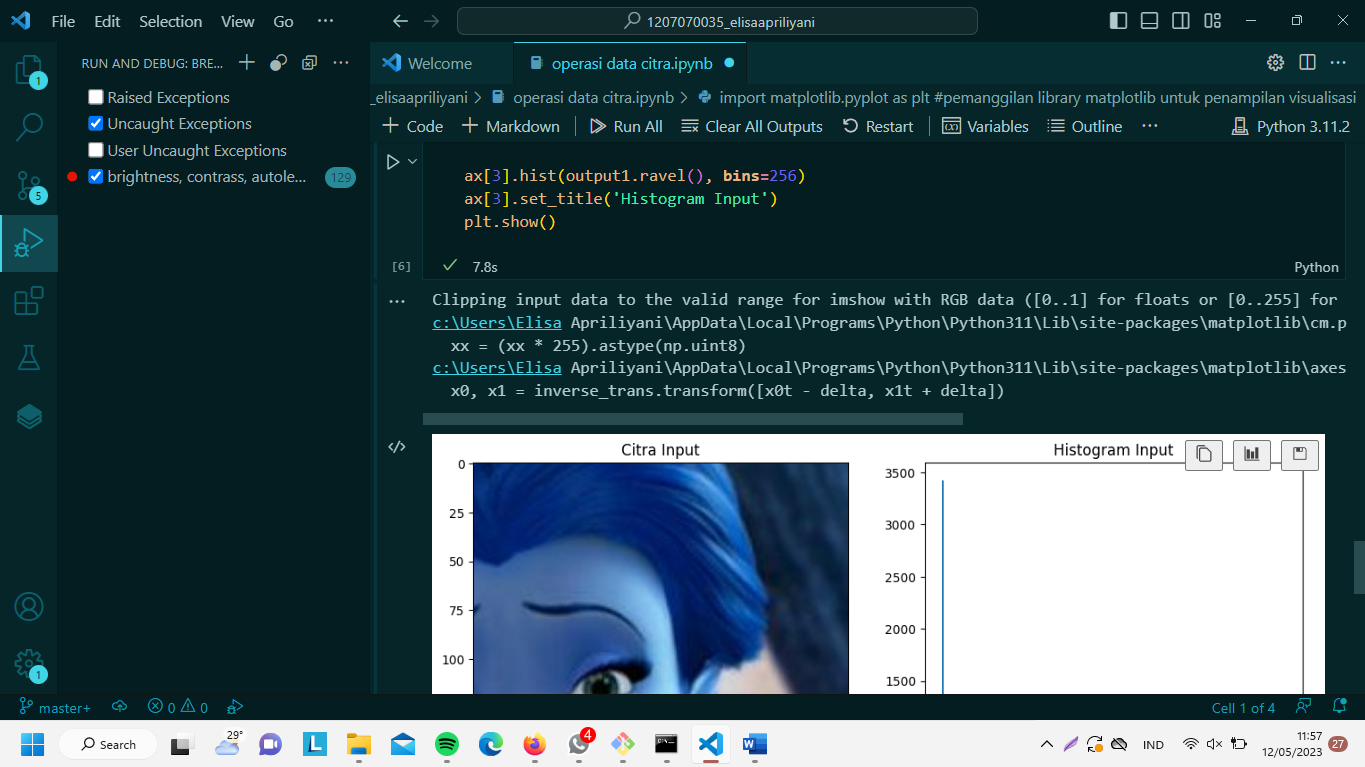 File Edit Selection View Go ···
1207070035_elisaapriliyani
RUN AND DEBUG: BRE...
Raised Exceptions
Uncaught Exceptions
User Uncaught Exceptions
brightness, contrass, autole... 129
1
5
1
Welcome
operasi data citra.ipynb
_elisaapriliyani > operasi data citra.ipynb > import matplotlib.pyplot as plt #pemanggilan library matplotlib untuk penampilan visualisasi
+ Code + Markdown Run All Clear All Outputs Restart Variables Outline ··· Python 3.11.2
ax[3].hist(output1.ravel(), bins=256)
ax[3].set_title('Histogram Input')
plt.show()
[6] 7.8s Python
Clipping input data to the valid range for imshow with RGB data ([0..1] for floats or [0..255] for
c:\Users\Elisa Apriliyani\AppData\Local\Programs\Python\Python311\Lib\site-packages\matplotlib\cm.p
xx = (xx * 255).astype(np.uint8)
c:\Users\Elisa Apriliyani\AppData\Local\Programs\Python\Python311\Lib\site-packages\matplotlib\axes
x0, x1 = inverse_trans.transform([x0t - delta, x1t + delta])
Citra Input
0
25
50
75
100
Histogram Input
3500
3000
2500
2000
1500
master+ 0 0 Cell 1 of 4
Search 29° L 4 W IND 11:57
12/05/2023 27